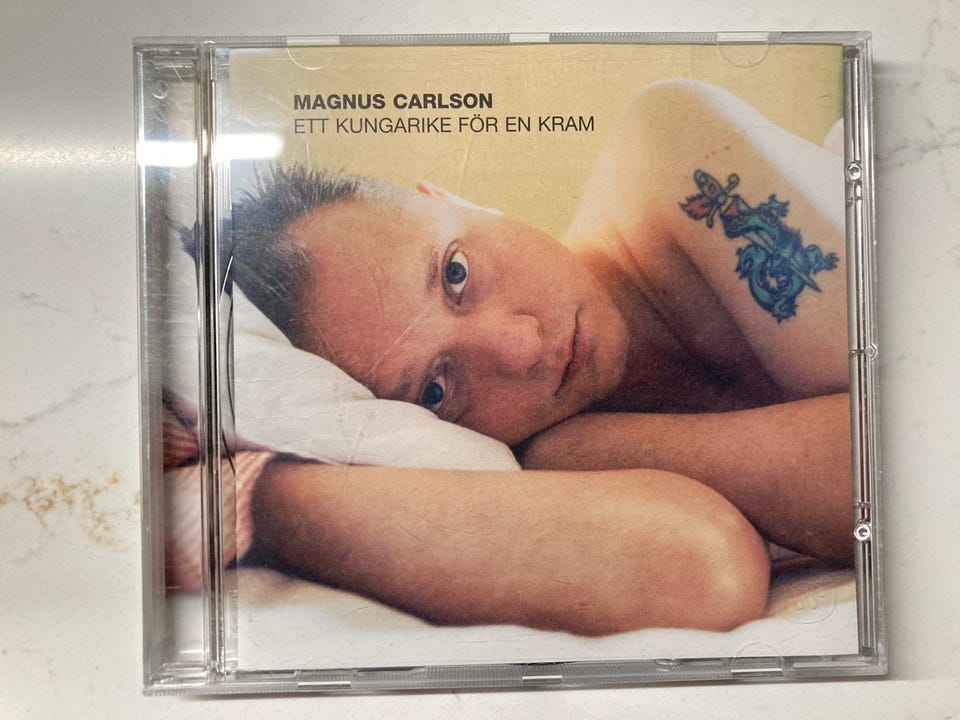 MAGNUS CARLSON
ETT KUNGARIKE FÖR EN KRAM